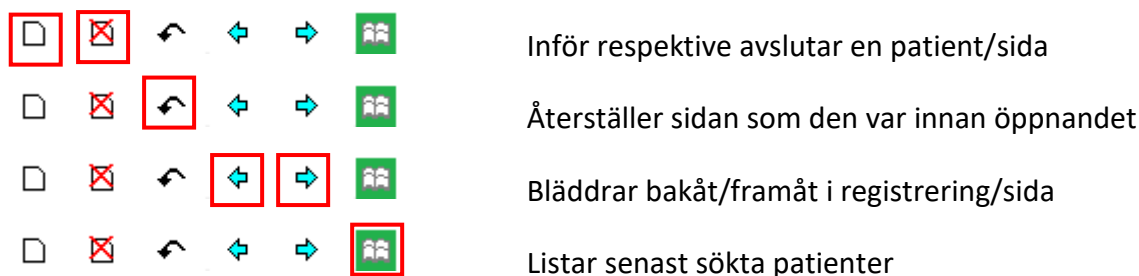 Inför respektive avslutar en patient/sida
Återställer sidan som den var innan öppnandet
Bläddrar bakåt/framåt i registrering/sida
Listar senast sökta patienter